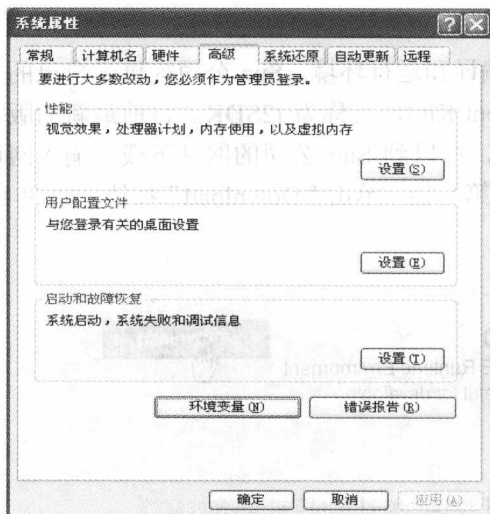 系统属性
常规 计算机名 硬件 高级 系统还原 自动更新 远程
要进行大多数改动，您必须作为管理员登录。
性能
视觉效果，处理器计划，内存使用，以及虚拟内存
设置(S)
用户配置文件
与您登录有关的桌面设置
设置(E)
启动和故障恢复
系统启动，系统失败和调试信息
设置(T)
环境变量(N) 错误报告(R)
确定 取消 应用(A)